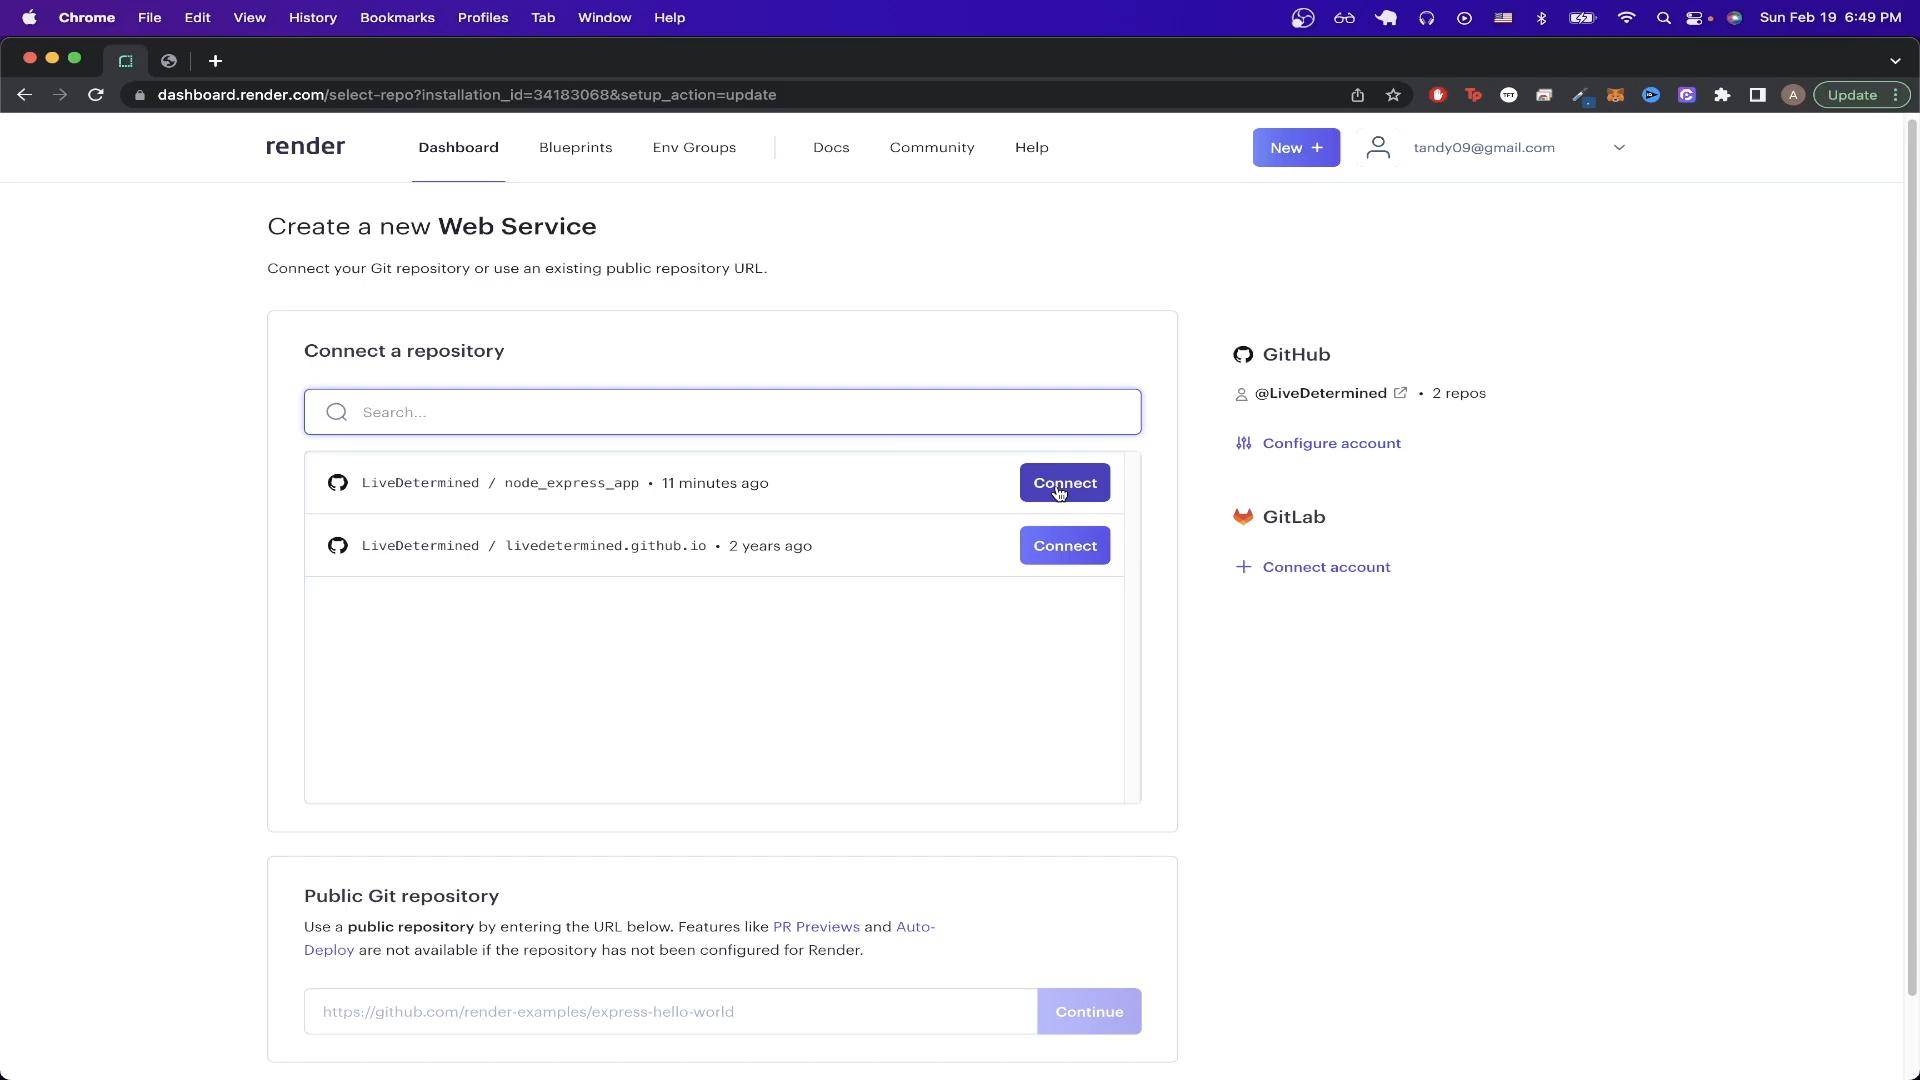 Chrome File Edit View History Bookmarks Profiles Tab Window Help Sun Feb 19 6:49 PM
dashboard.render.com/select-repo?installation_id=34183068&setup_action=update Tp TFT A Update
render Dashboard Blueprints Env Groups Docs Community Help New + tandy09@gmail.com
Create a new Web Service
Connect your Git repository or use an existing public repository URL.
Connect a repository
Search...
LiveDetermined / node_express_app • 11 minutes ago Connect
LiveDetermined / livedetermined.github.io • 2 years ago Connect
GitHub
@LiveDetermined • 2 repos
Configure account
GitLab
+ Connect account
Public Git repository
Use a public repository by entering the URL below. Features like PR Previews and Auto-
Deploy are not available if the repository has not been configured for Render.
https://github.com/render-examples/express-hello-world Continue